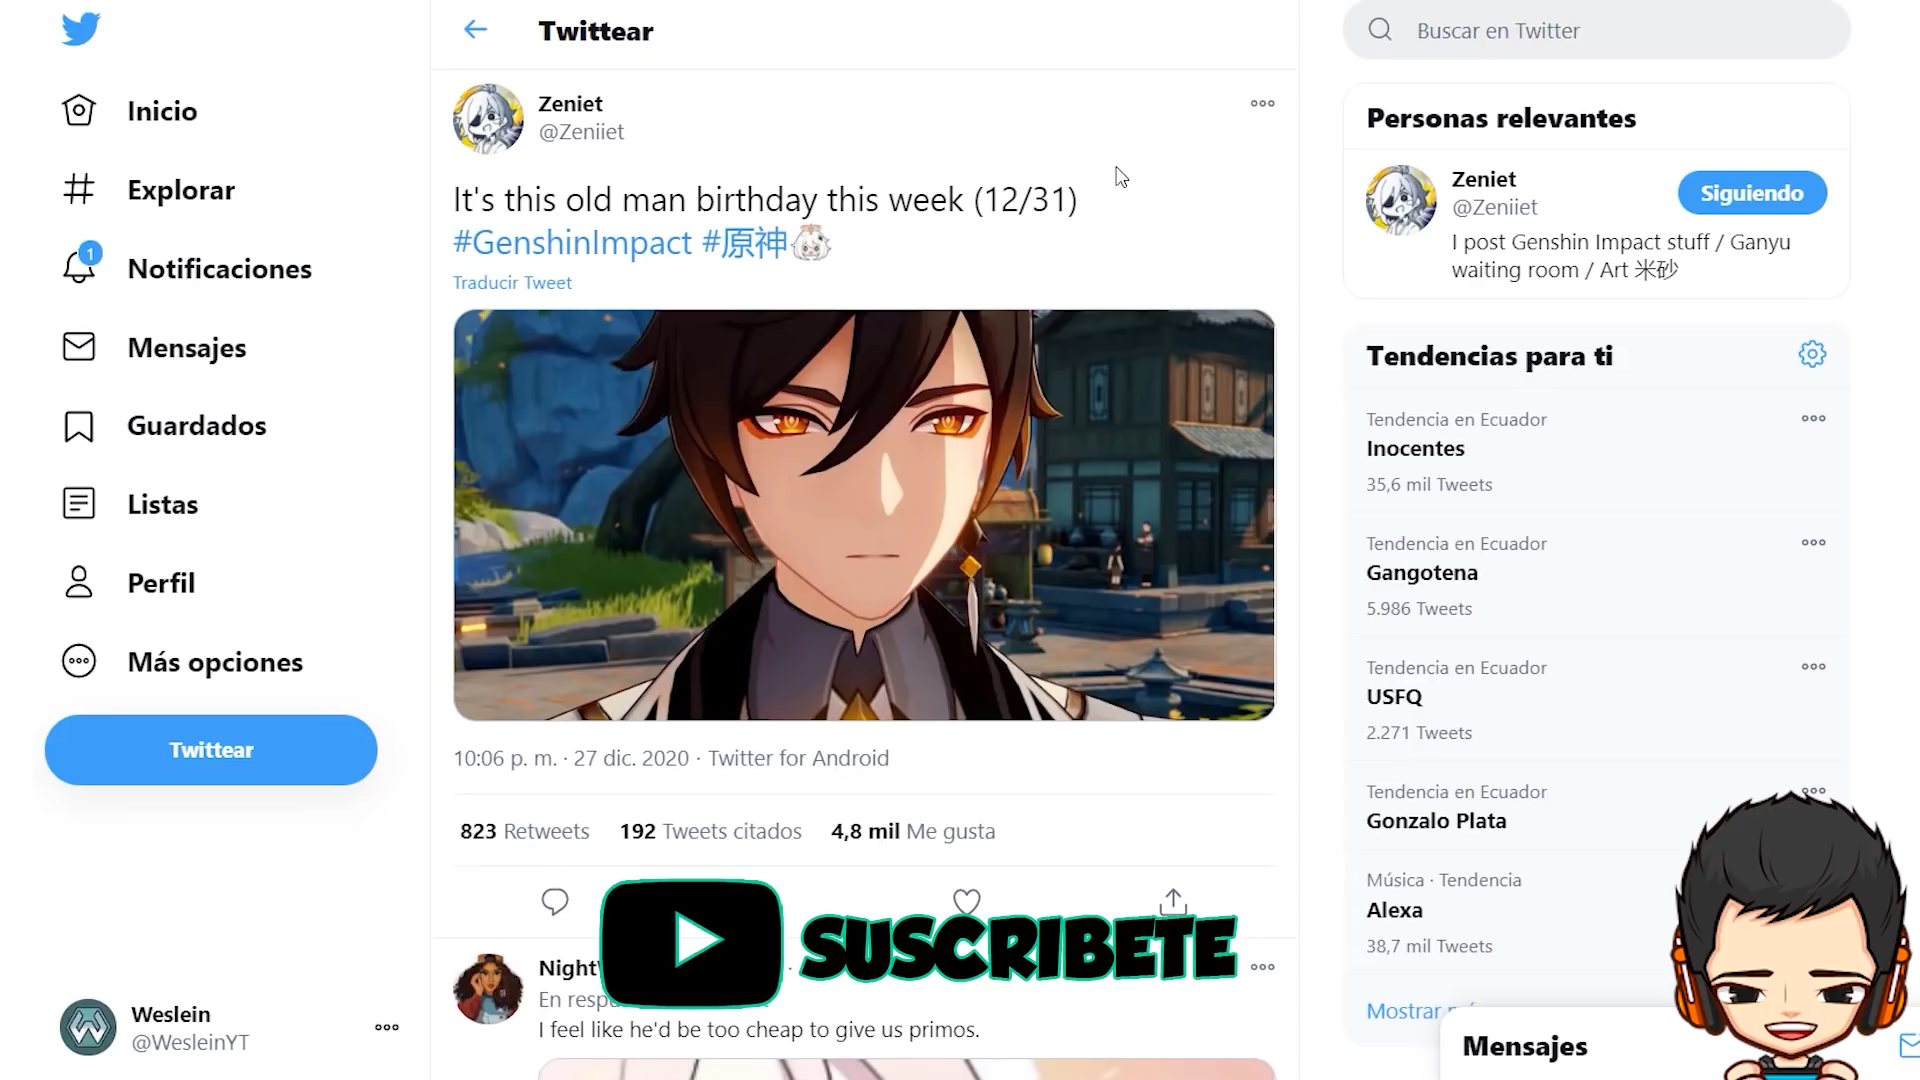 Inicio
Explorar
1
Notificaciones
Mensajes
Guardados
Listas
Perfil
Más opciones
Twittear
Weslein
@WesleinYT
Twittear
Zeniet
@Zeniiet
It's this old man birthday this week (12/31)
#GenshinImpact #原神
Traducir Tweet
10:06 p. m. · 27 dic. 2020 · Twitter for Android
823 Retweets 192 Tweets citados 4,8 mil Me gusta
SUSCRIBETE
En resp
I feel like he'd be too cheap to give us primos.
Buscar en Twitter
Personas relevantes
Zeniet
@Zeniiet
Siguiendo
I post Genshin Impact stuff / Ganyu
waiting room / Art 米砂
Tendencias para ti
Tendencia en Ecuador
Inocentes
35,6 mil Tweets
Tendencia en Ecuador
Gangotena
5.986 Tweets
Tendencia en Ecuador
USFQ
2.271 Tweets
Tendencia en Ecuador
Gonzalo Plata
Música · Tendencia
Alexa
38,7 mil Tweets
Mostrar
Mensajes